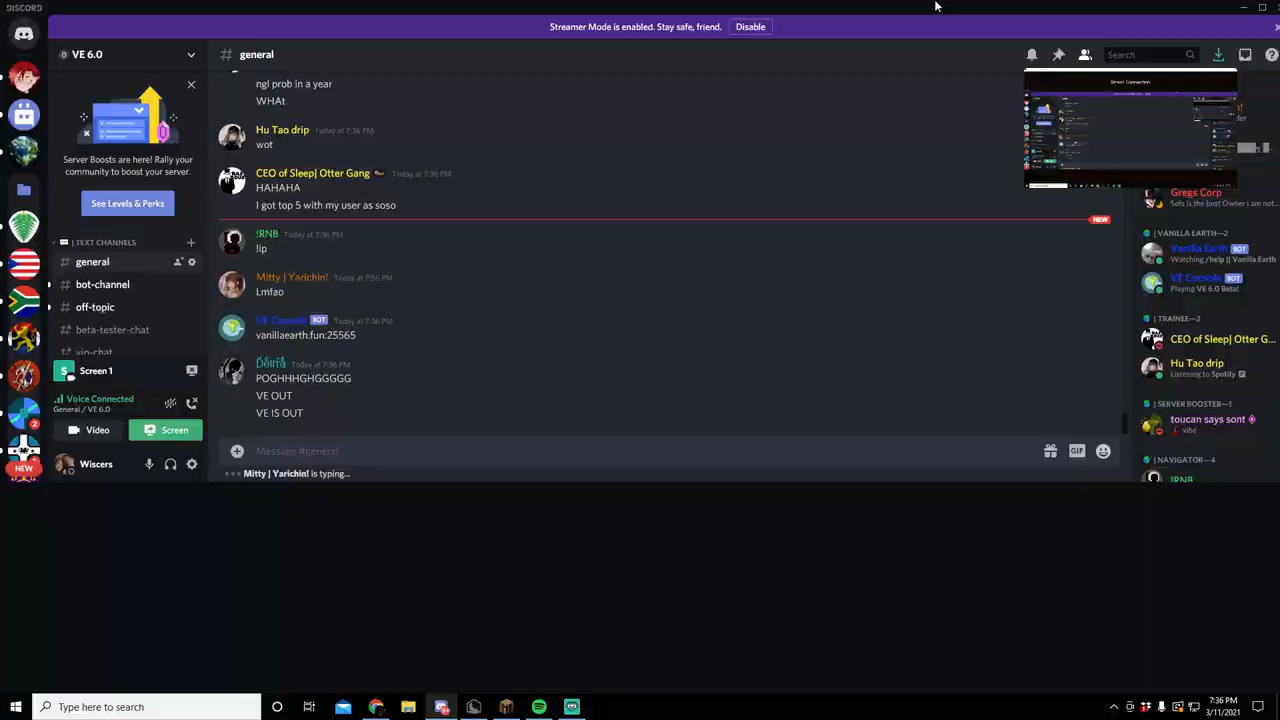 DISCORD
Streamer Mode is enabled. Stay safe, friend. Disable
VE 6.0
# general
Search
Server Boosts are here! Rally your
community to boost your server.
See Levels & Perks
| TEXT CHANNELS
# general
# bot-channel
# off-topic
# beta-tester-chat
# vip-chat
Screen 1
Voice Connected
General / VE 6.0
Video
Screen
Wiscers
2
NEW
ngl prob in a year
WHAt
Hu Tao drip Today at 7:36 PM
wot
CEO of Sleep| Otter Gang Today at 7:36 PM
HAHAHA
I got top 5 with my user as soso
NEW
!RNB Today at 7:36 PM
!ip
Mitty | Yarichin! Today at 7:36 PM
Lmfao
VE Console BOT Today at 7:36 PM
vanillaearth.fun:25565
Today at 7:36 PM
POGHHHGHGGGGG
VE OUT
VE IS OUT
Message #general
GIF
Mitty | Yarichin! is typing...
Direct Connection
Gregs Corp
Sols is the best Owner i am not...
| VANILLA EARTH—2
Vanilla Earth BOT
Watching /help || Vanilla Earth
VE Console BOT
Playing VE 6.0 Beta!
| TRAINEE—2
CEO of Sleep| Otter G...
Hu Tao drip
Listening to Spotify
| SERVER BOOSTER—1
toucan says sont
vibe
| NAVIGATOR—4
!RNB
Type here to search
7:36 PM
3/11/2021